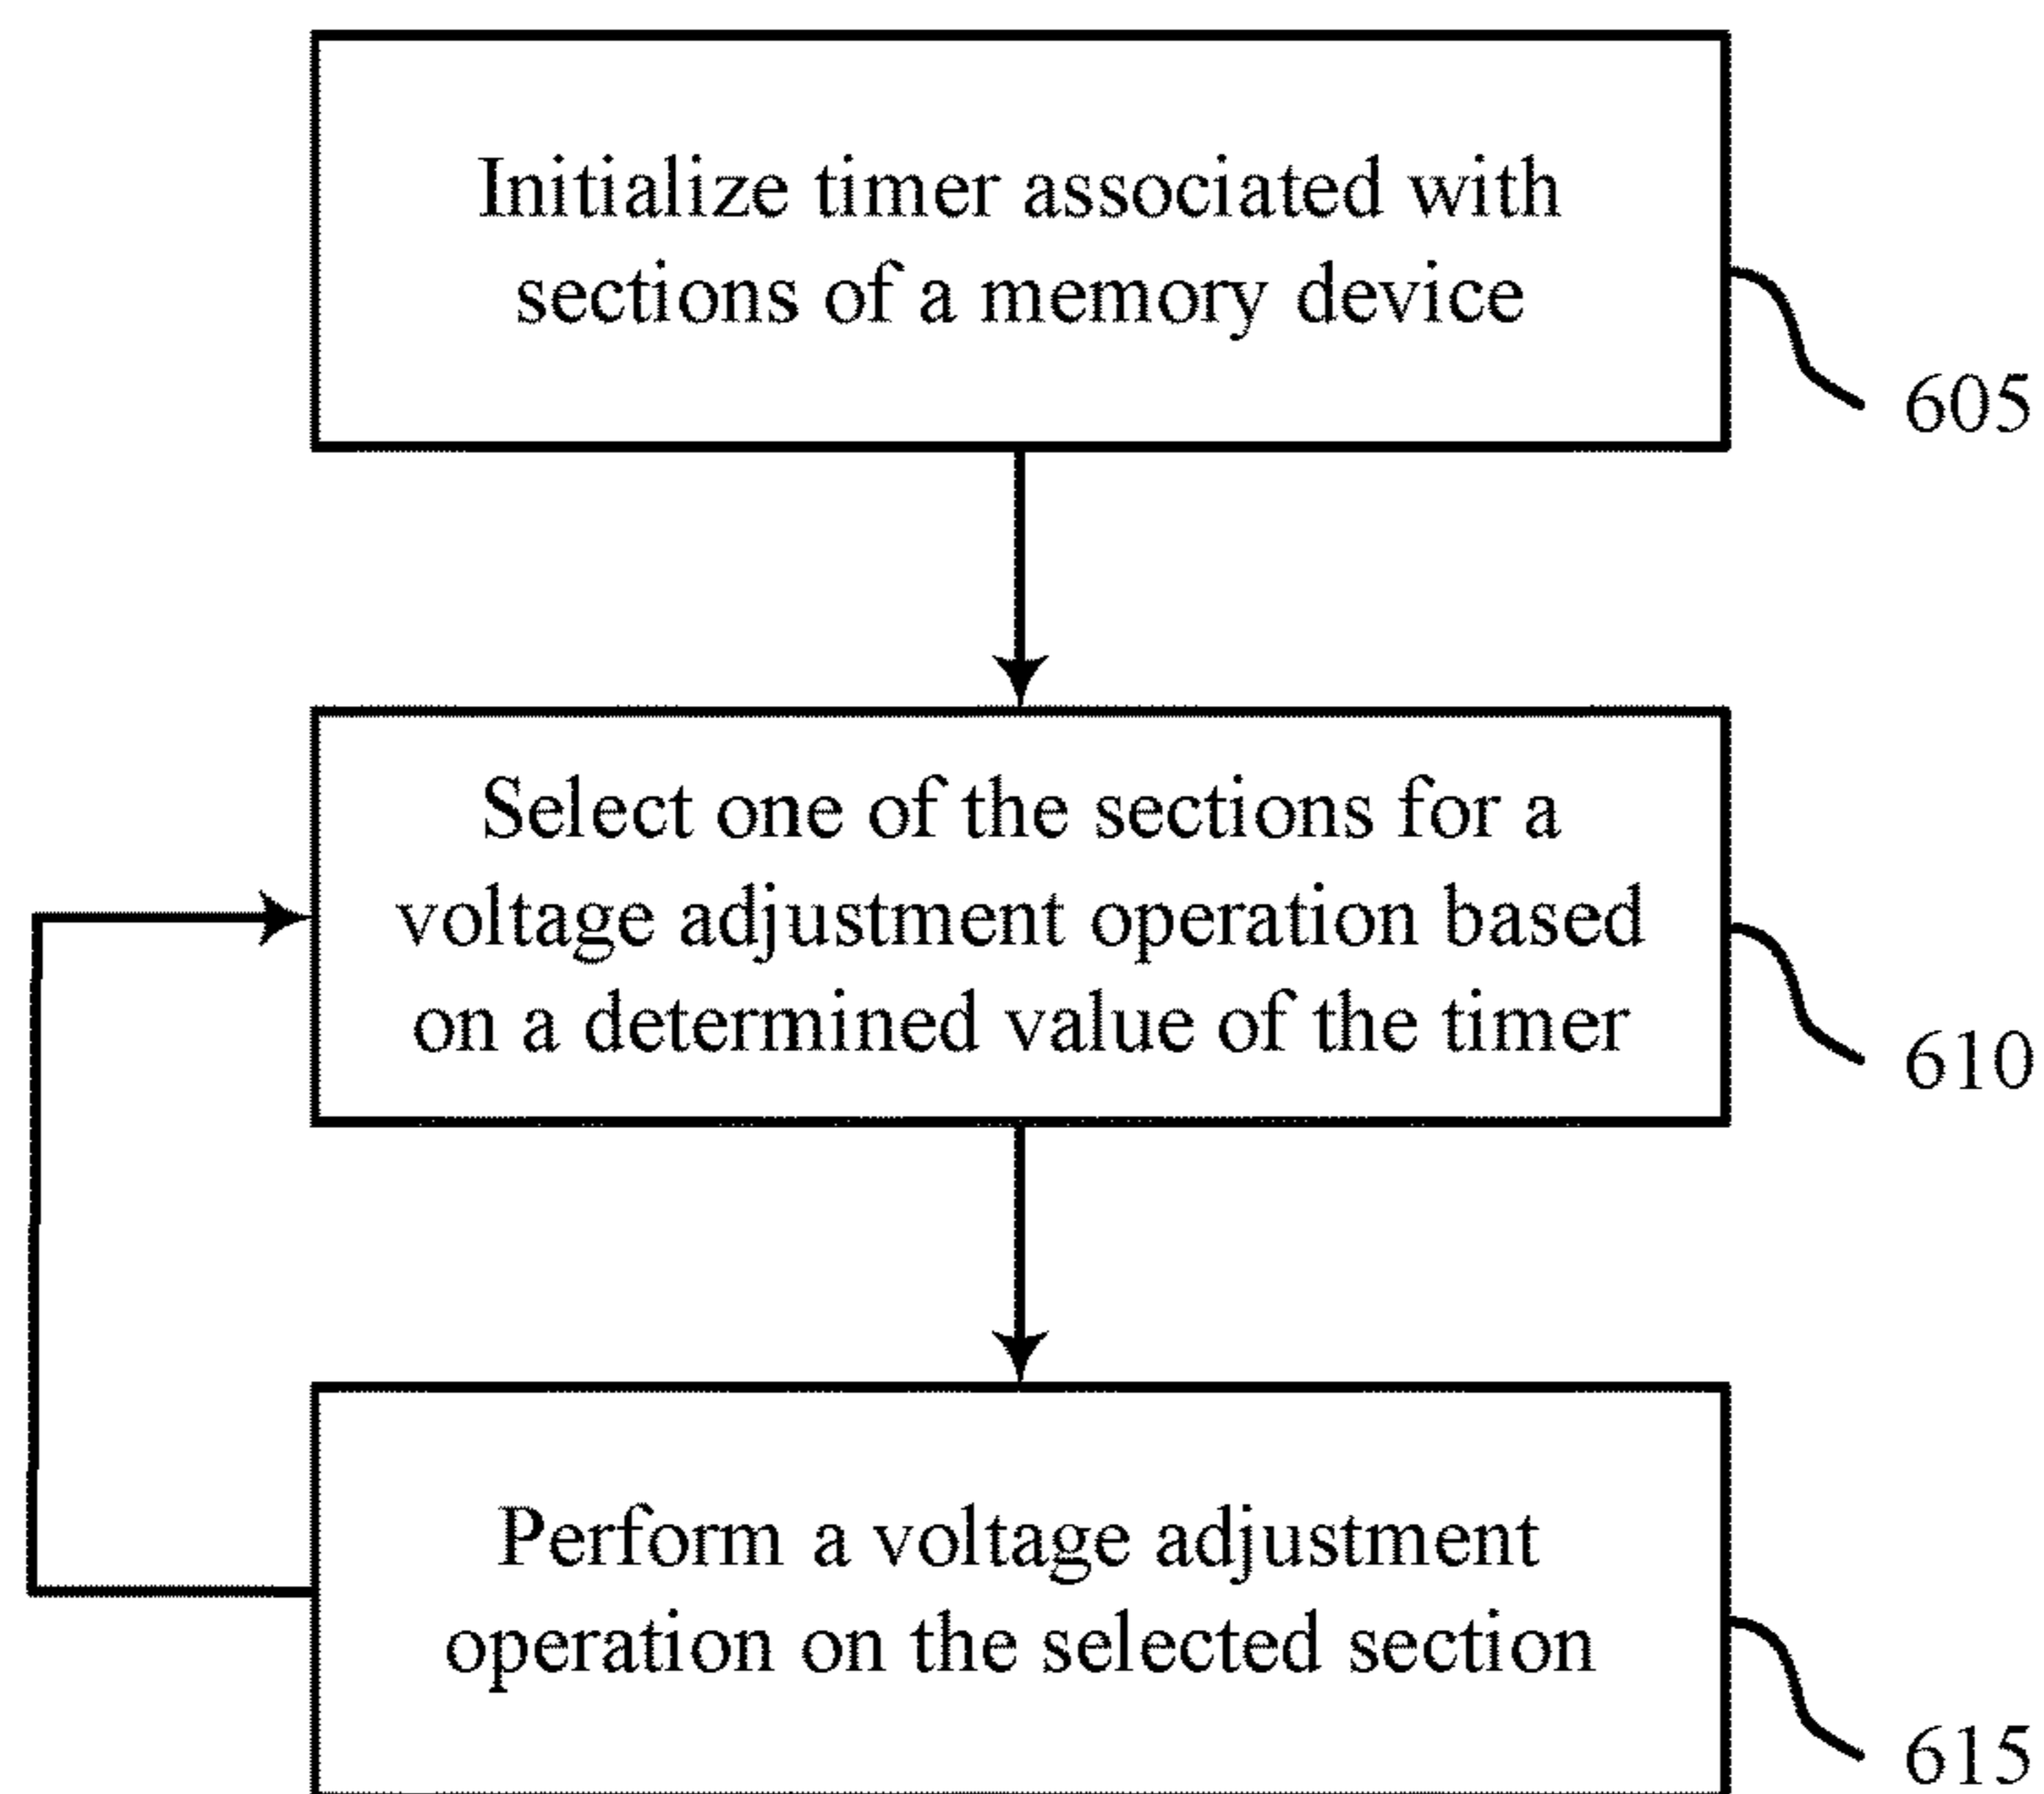 Initialize timer associated with
sections of a memory device
605
Select one of the sections for a
voltage adjustment operation based
on a determined value of the timer
610
Perform a voltage adjustment
operation on the selected section
615